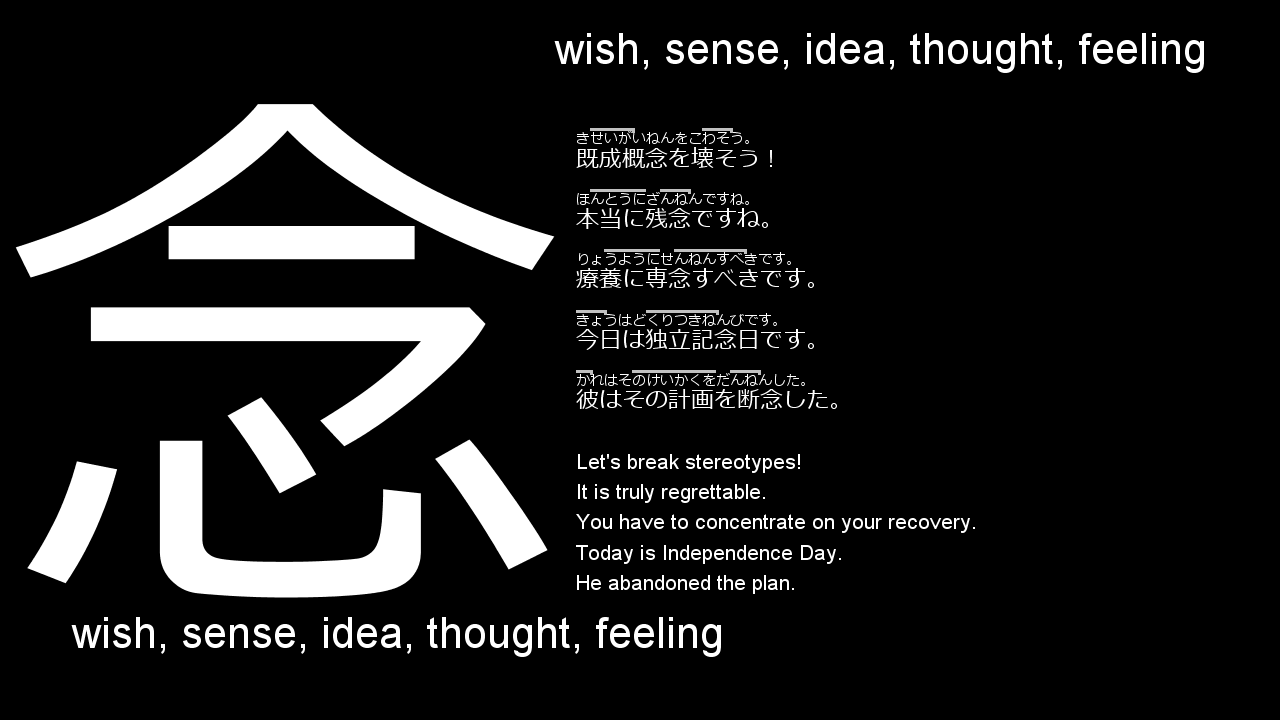 wish, sense, idea, thought, feeling
念
きせいがいねんをこわそう。
既成概念を壊そう！
ほんとうにざんねんですね。
本当に残念ですね。
りょうようにせんねんすべきです。
療養に専念すべきです。
きょうはどくりつきねんびです。
今日は独立記念日です。
かれはそのけいかくをだんねんした。
彼はその計画を断念した。
Let's break stereotypes!
It is truly regrettable.
You have to concentrate on your recovery.
Today is Independence Day.
He abandoned the plan.
wish, sense, idea, thought, feeling